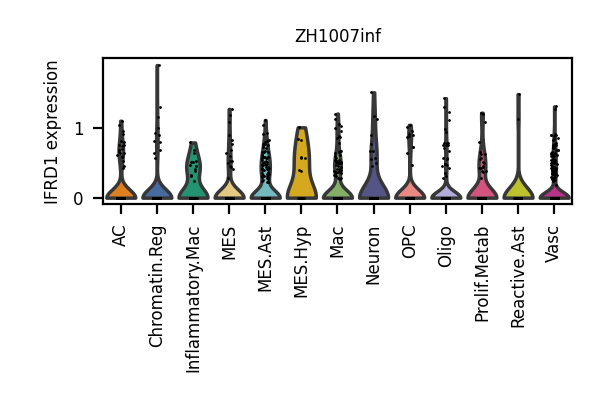 ZH1007inf
IFRD1 expression
1
0
AC
Chromatin.Reg
Inflammatory.Mac
MES
MES.Ast
MES.Hyp
Mac
Neuron
OPC
Oligo
Prolif.Metab
Reactive.Ast
Vasc